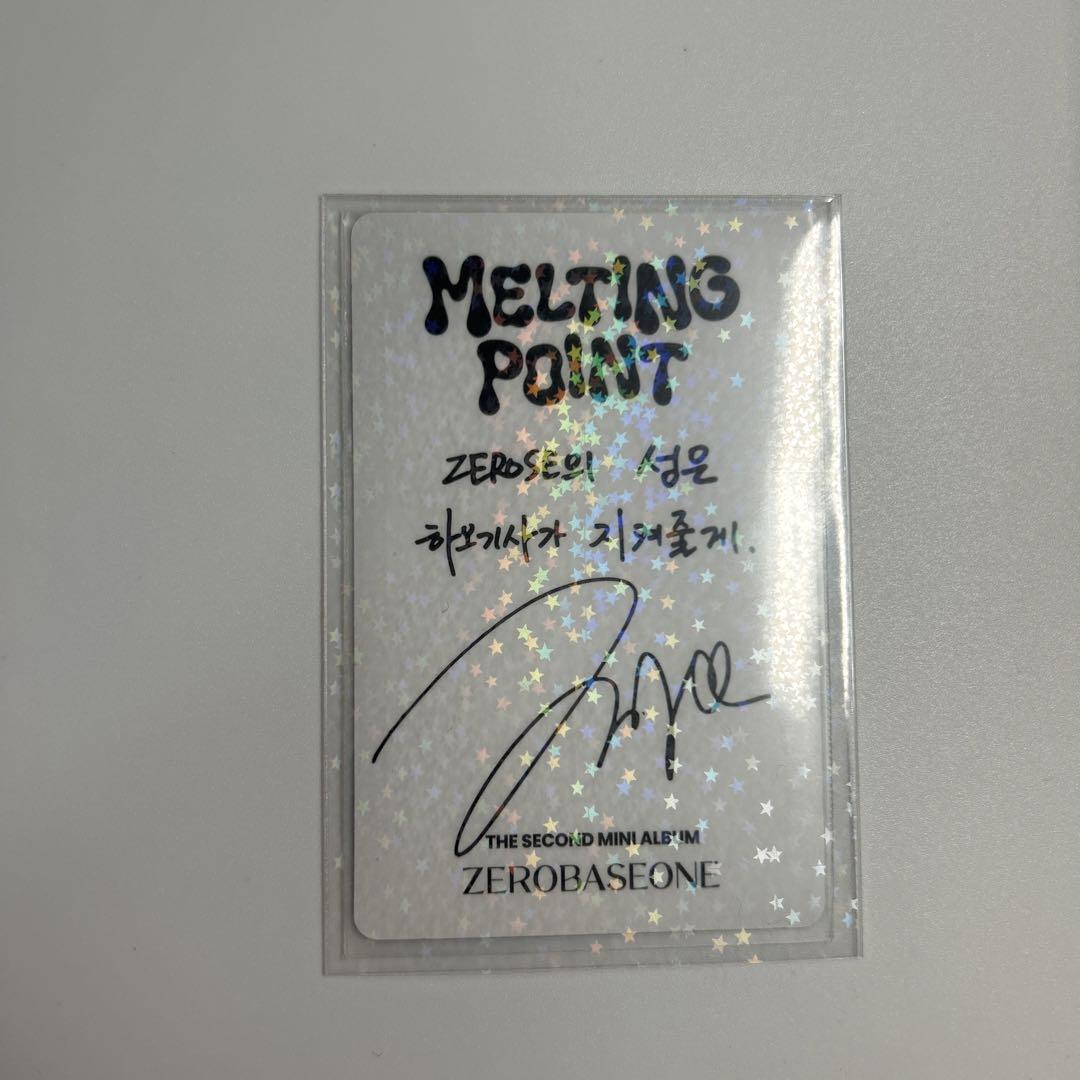 MELTING
POINT
ZEROSE의 성은
하오기사가 지켜줄게.
THE SECOND MINI ALBUM
ZEROBASEONE